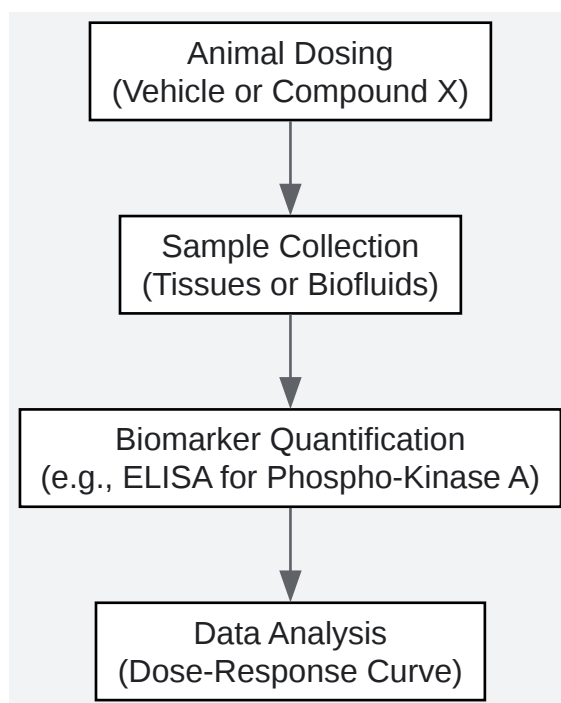 Animal Dosing
(Vehicle or Compound X)
Sample Collection
(Tissues or Biofluids)
Biomarker Quantification
(e.g., ELISA for Phospho-Kinase A)
Data Analysis
(Dose-Response Curve)